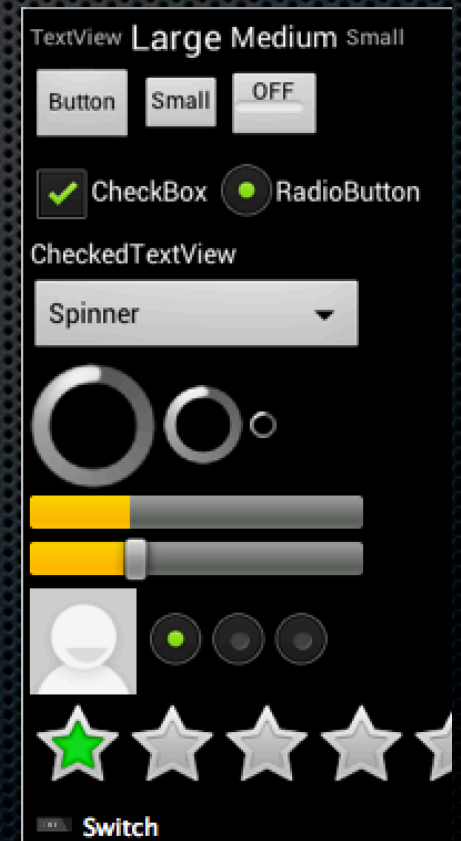 TextView Large Medium Small
Button Small OFF
CheckBox RadioButton
CheckedTextView
Spinner
Switch